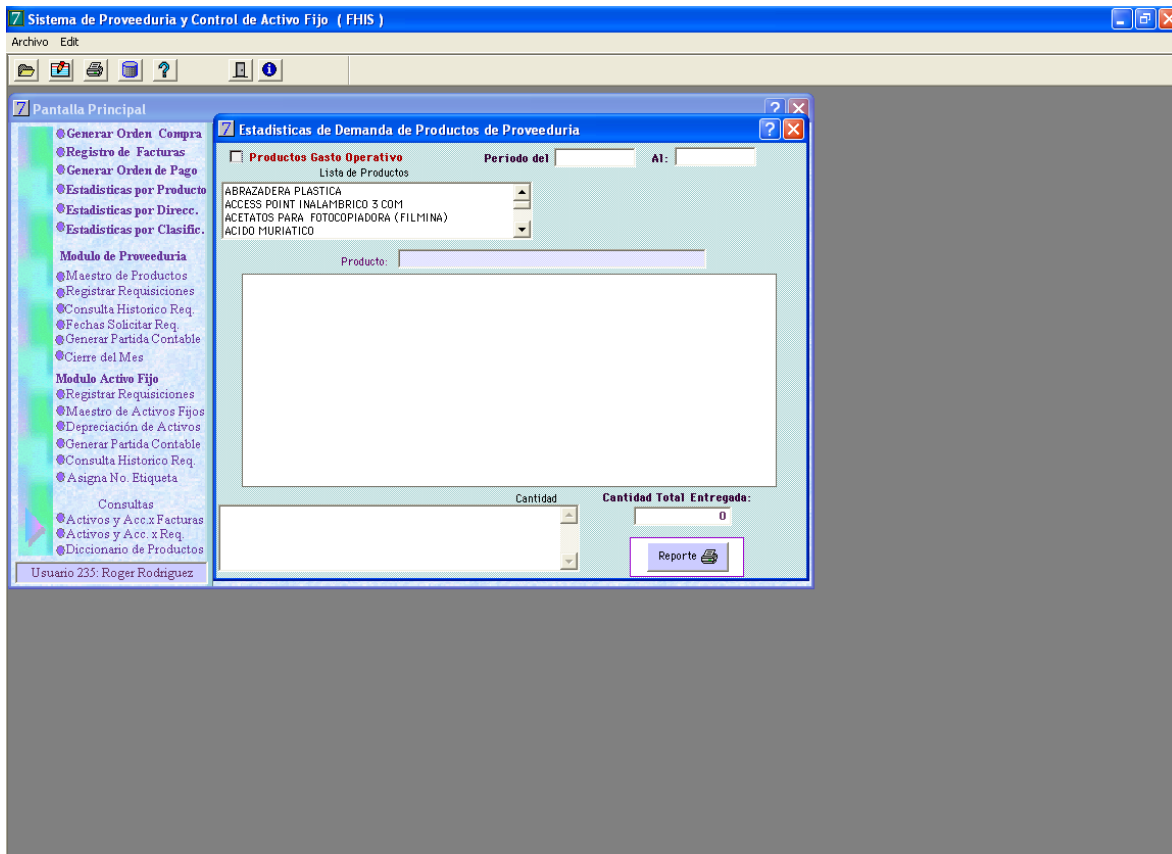 7 Sistema de Proveeduria y Control de Activo Fijo ( FHIS )
Archivo Edit
7 Pantalla Principal
Generar Orden Compra
Registro de Facturas
Generar Orden de Pago
Estadisticas por Producto
Estadisticas por Direcc.
Estadisticas por Clasific.
Modulo de Proveeduria
Maestro de Productos
Registrar Requisiciones
Consulta Historico Req.
Fechas Solicitar Req.
Generar Partida Contable
Cierre del Mes
Modulo Activo Fijo
Registrar Requisiciones
Maestro de Activos Fijos
Depreciación de Activos
Generar Partida Contable
Consulta Historico Req.
Asigna No. Etiqueta
Consultas
Activos y Acc.x Facturas
Activos y Acc. x Req.
Diccionario de Productos
Usuario 235: Roger Rodriguez
7 Estadisticas de Demanda de Productos de Proveeduria
Productos Gasto Operativo Periodo del Al:
Lista de Productos
ABRAZADERA PLASTICA
ACCESS POINT INALAMBRICO 3 COM
ACETATOS PARA FOTOCOPIADORA (FILMINA)
ACIDO MURIATICO
Producto:
Cantidad Cantidad Total Entregada:
0
Reporte